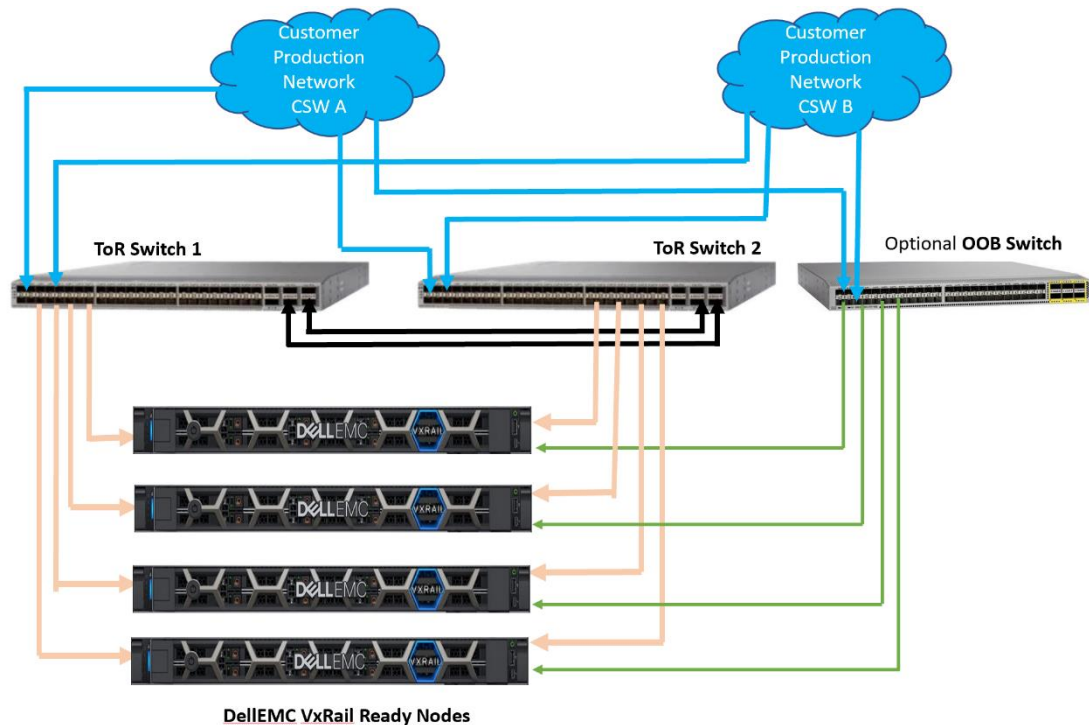 Customer
Production
Network
CSW A
Customer
Production
Network
CSW B
ToR Switch 1
ToR Switch 2
Optional OOB Switch
DELLEMC
VXRAIL
DELLEMC
VXRAIL
DELLEMC
VXRAIL
DELLEMC
VXRAIL
DellEMC VxRail Ready Nodes